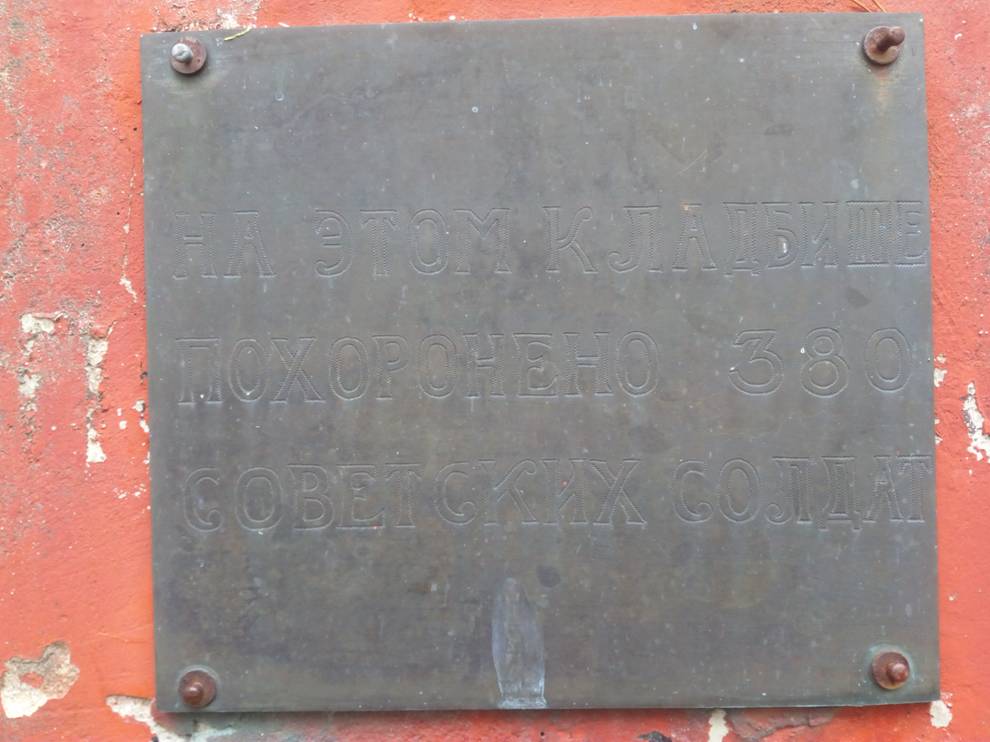 НА ЭТОМ КЛАДБИЩЕ
ПОХОРОНЕНО 380
СОВЕТСКИХ СОЛДАТ